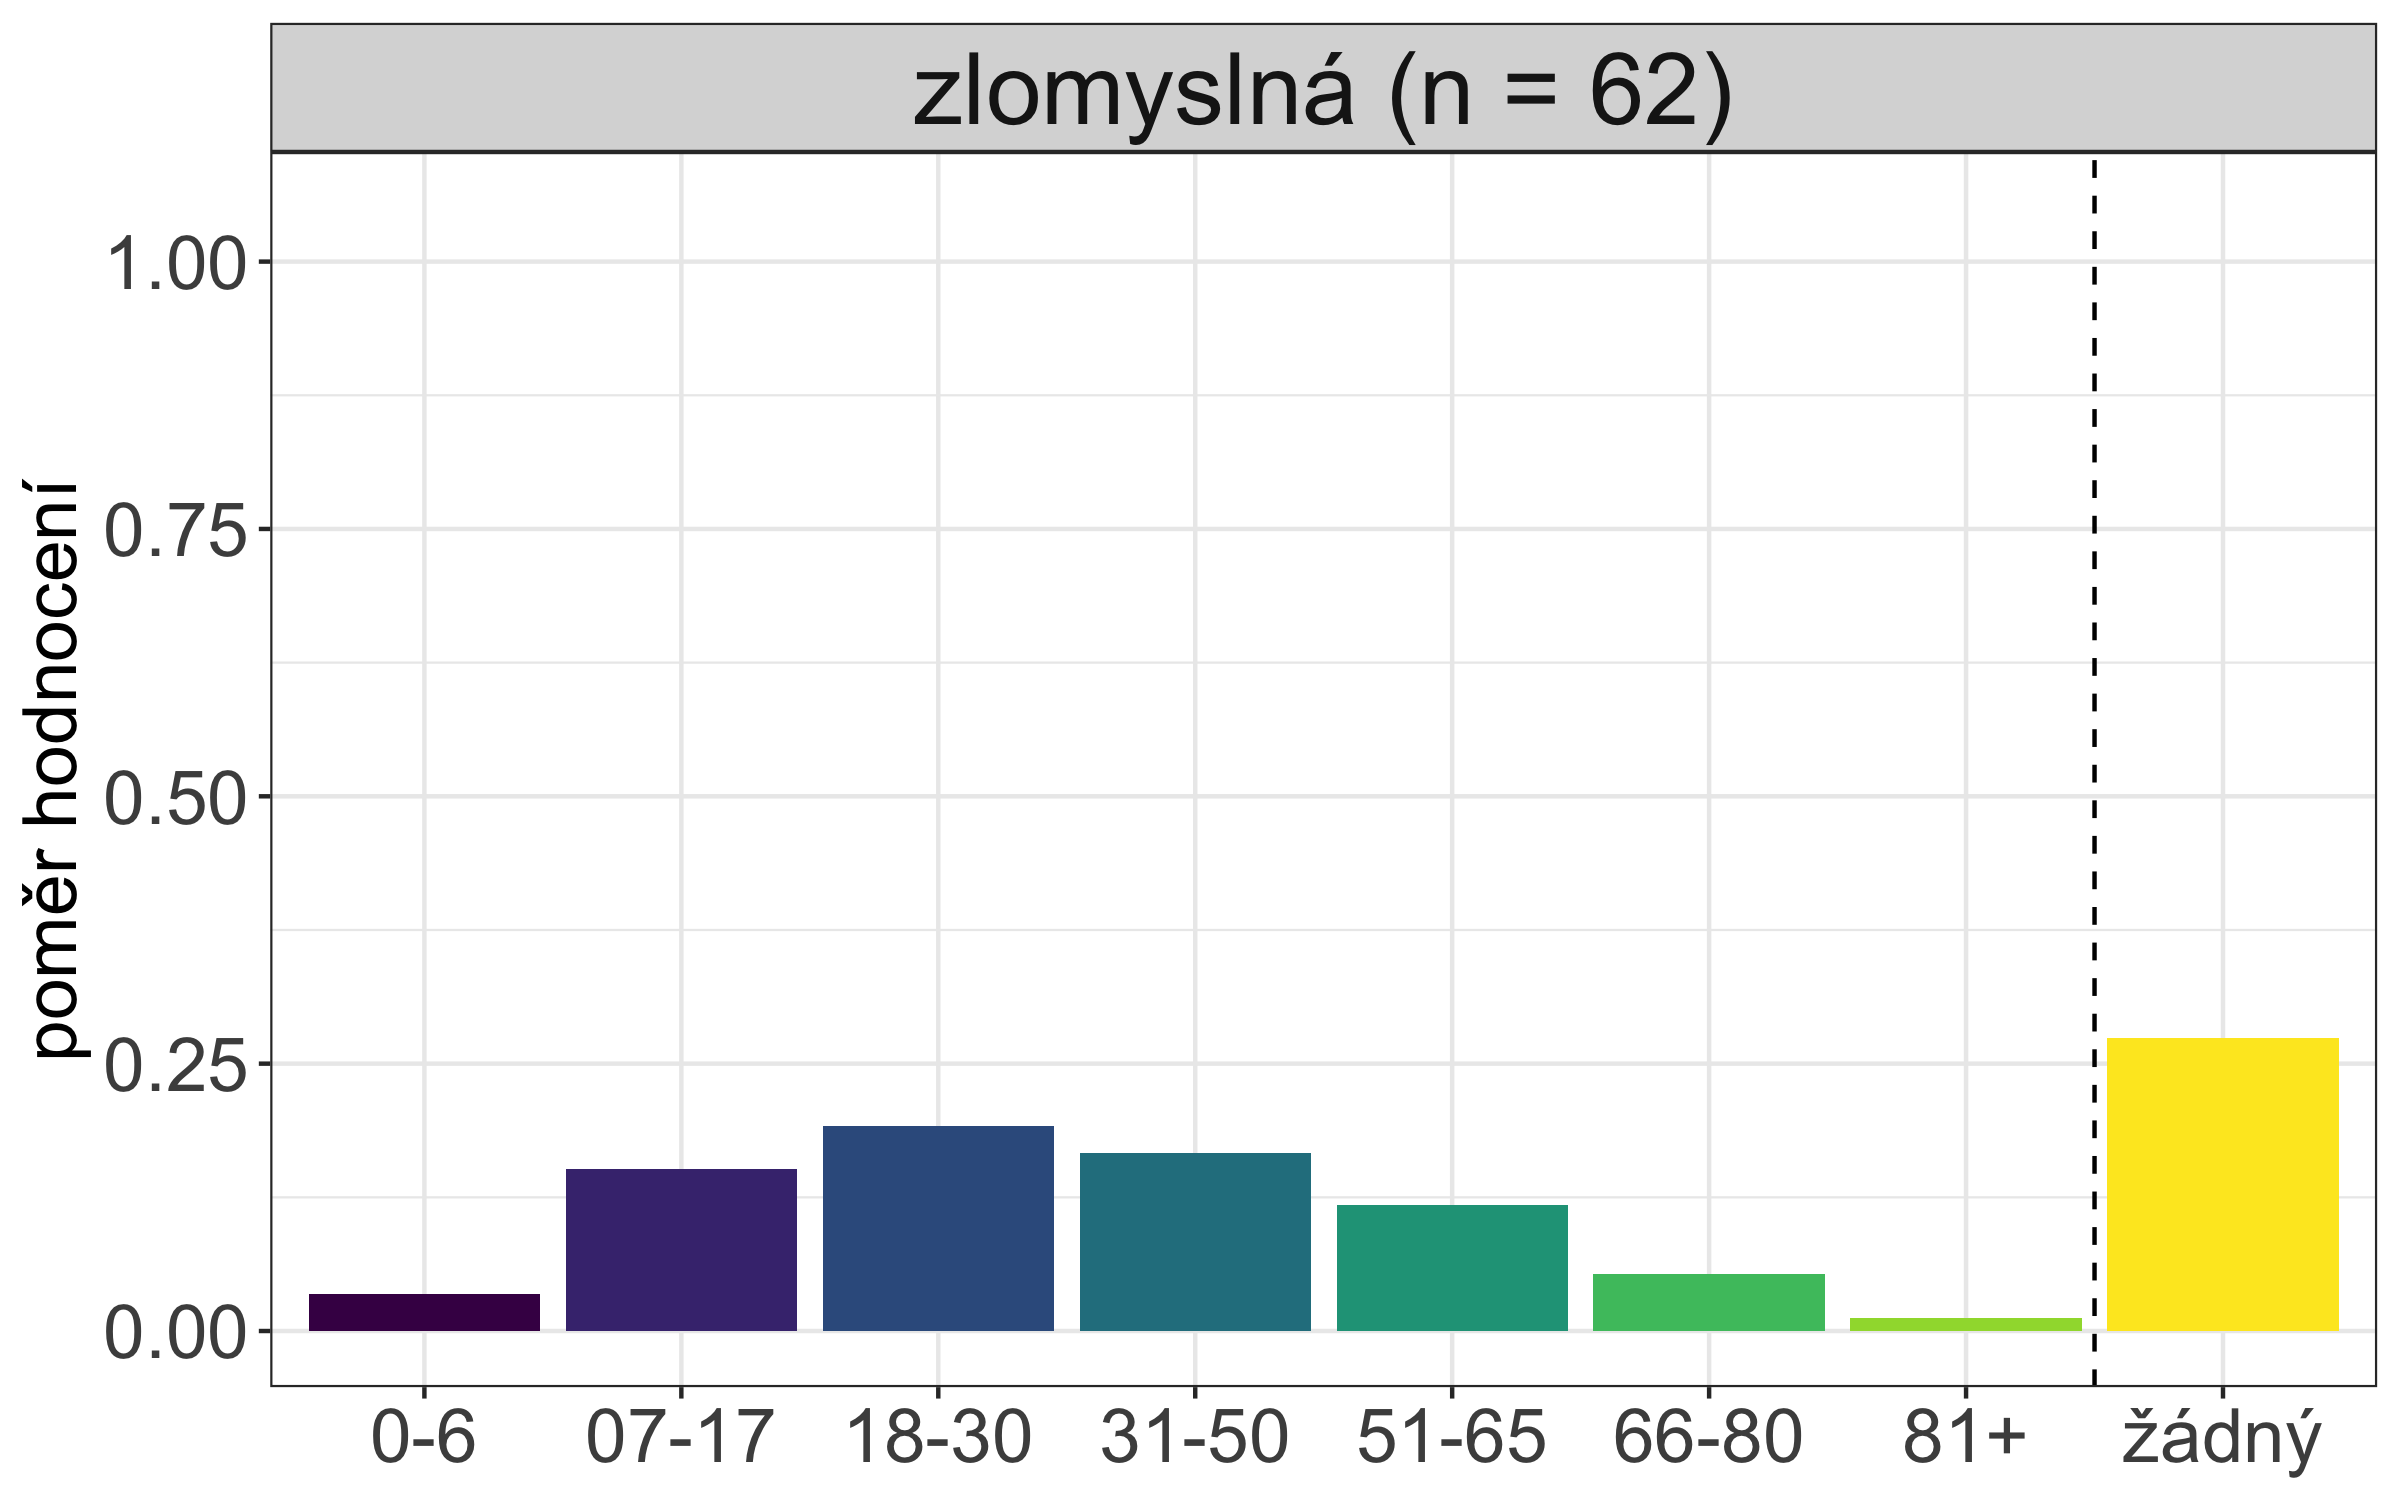 zlomyslná (n = 62)
poměr hodnocení
1.00
0.75
0.50
0.25
0.00
0-6 07-17 18-30 31-50 51-65 66-80 81+ žádný